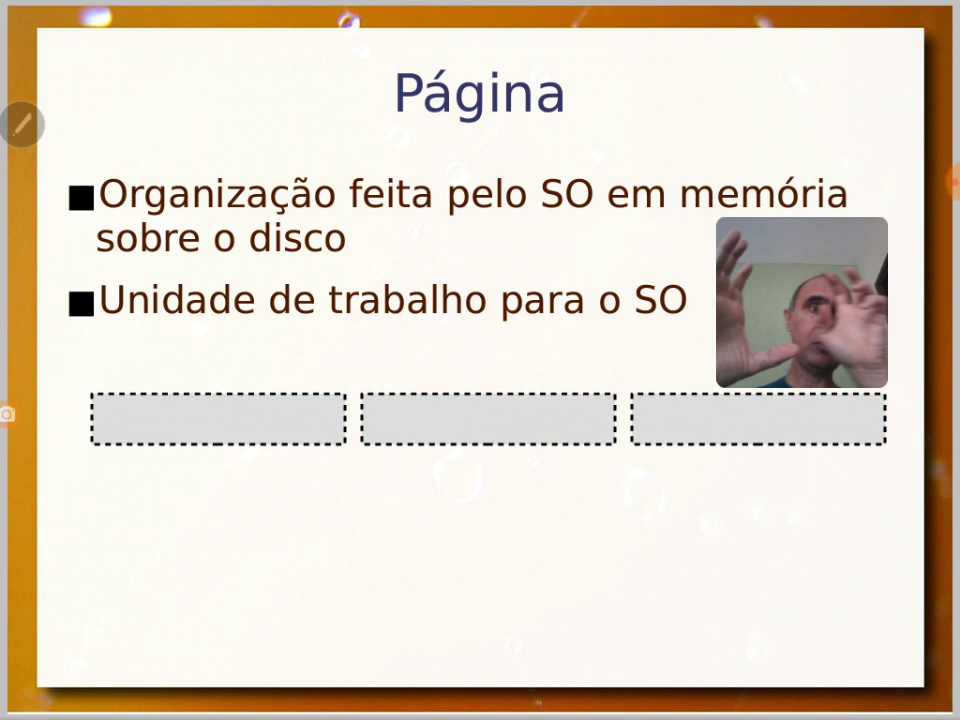 Página
■Organização feita pelo SO em memória
sobre o disco
■Unidade de trabalho para o SO